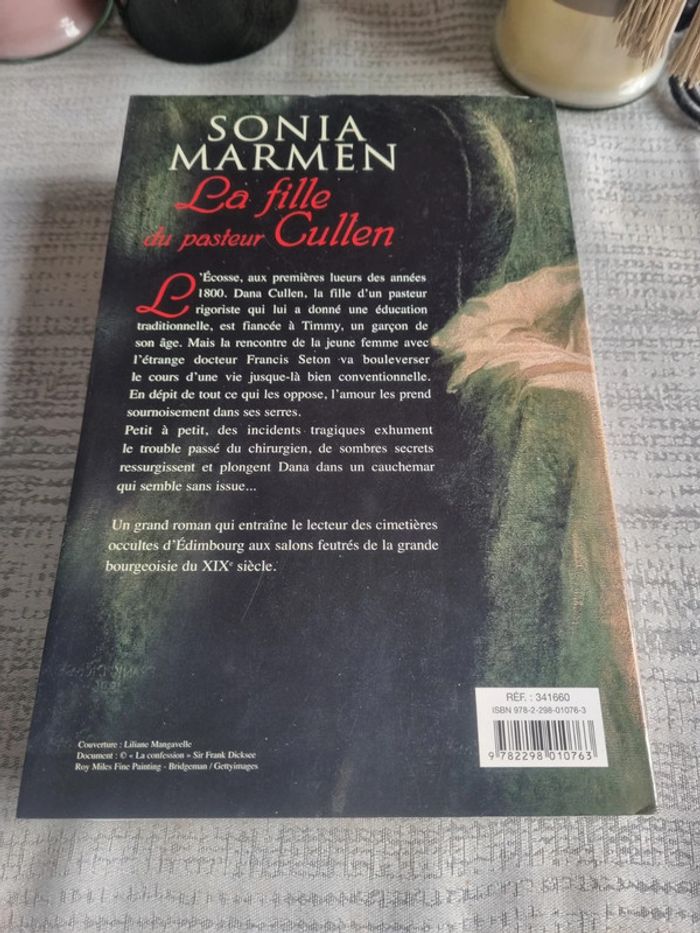 SONIA
MARMEN
La fille
du pasteur Cullen
L'Écosse, aux premières lueurs des années
1800. Dana Cullen, la fille d'un pasteur
rigoriste qui lui a donné une éducation
traditionnelle, est fiancée à Timmy, un garçon de
son âge. Mais la rencontre de la jeune femme avec
l'étrange docteur Francis Seton va bouleverser
le cours d'une vie jusque-là bien conventionnelle.
En dépit de tout ce qui les oppose, l'amour les prend
sournoisement dans ses serres.
Petit à petit, des incidents tragiques exhument
le trouble passé du chirurgien, de sombres secrets
ressurgissent et plongent Dana dans un cauchemar
qui semble sans issue...
Un grand roman qui entraîne le lecteur des cimetières
occultes d'Édimbourg aux salons feutrés de la grande
bourgeoisie du XIXe siècle.
RÉF. : 341660
ISBN 978-2-298-01076-3
9 782298 010763
Couverture : Liliane Mangavelle
Document : © « La confession » Sir Frank Dicksee
Roy Miles Fine Painting - Bridgeman / Gettyimages